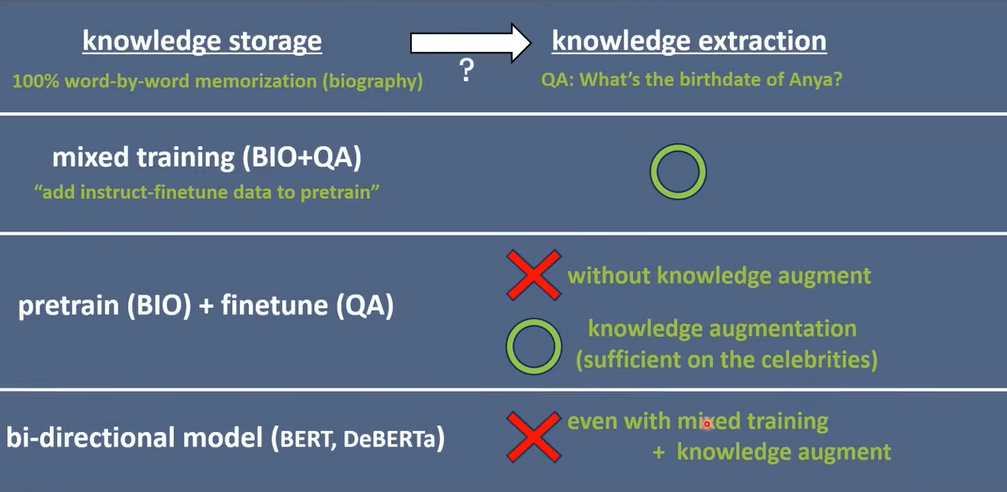 knowledge storage
knowledge extraction
100% word-by-word memorization (biography)
?
QA: What's the birthdate of Anya?
mixed training (BIO+QA)
“add instruct-finetune data to pretrain”
pretrain (BIO) + finetune (QA)
without knowledge augment
knowledge augmentation
(sufficient on the celebrities)
bi-directional model (BERT, DeBERTa)
even with mixed training
+ knowledge augment